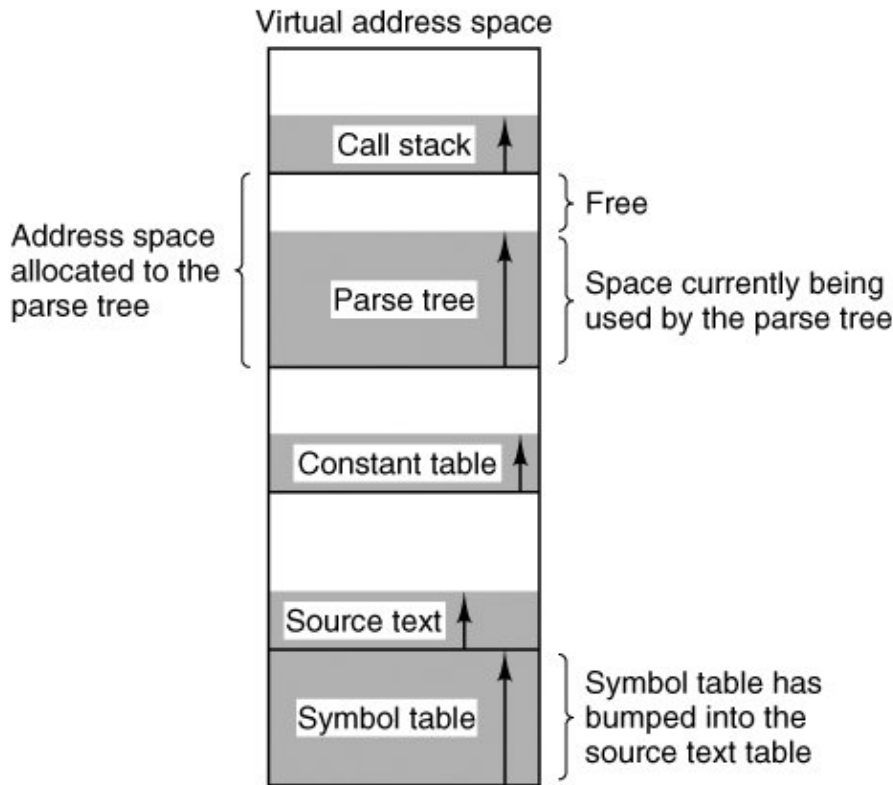 Virtual address space
Call stack
Free
Address space
allocated to the
parse tree
Parse tree
Space currently being
used by the parse tree
Constant table
Source text
Symbol table
Symbol table has
bumped into the
source text table